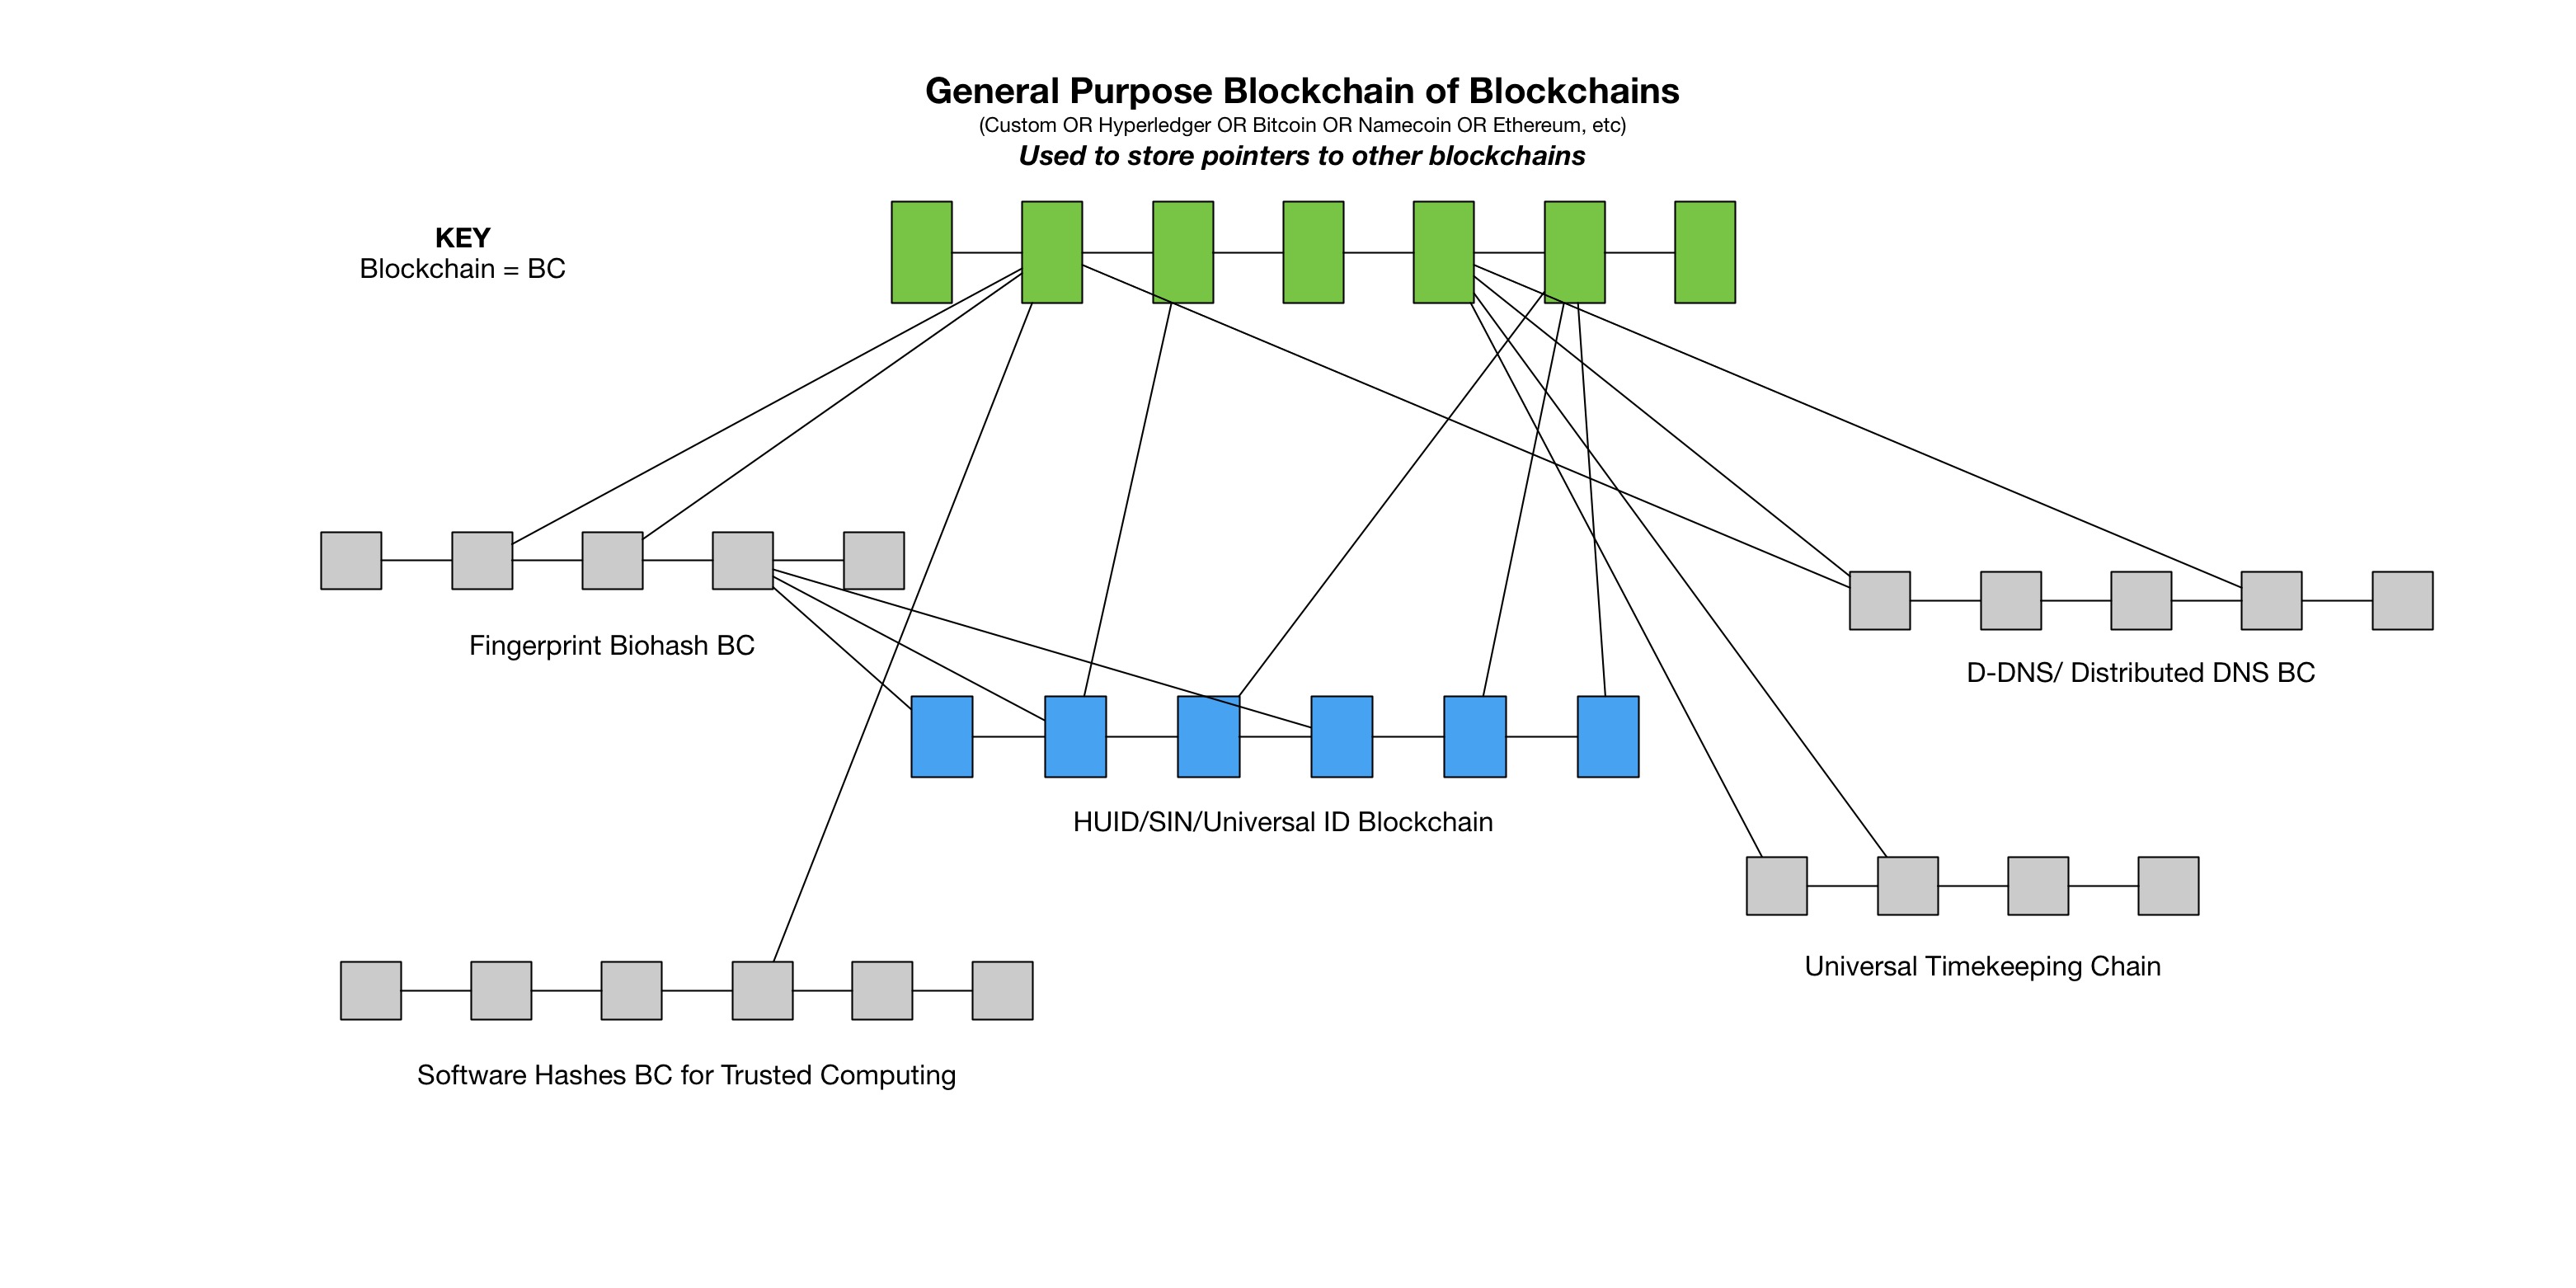 General Purpose Blockchain of Blockchains
(Custom OR Hyperledger OR Bitcoin OR Namecoin OR Ethereum, etc)
Used to store pointers to other blockchains
KEY
Blockchain = BC
Fingerprint Biohash BC
D-DNS/ Distributed DNS BC
HUID/SIN/Universal ID Blockchain
Universal Timekeeping Chain
Software Hashes BC for Trusted Computing